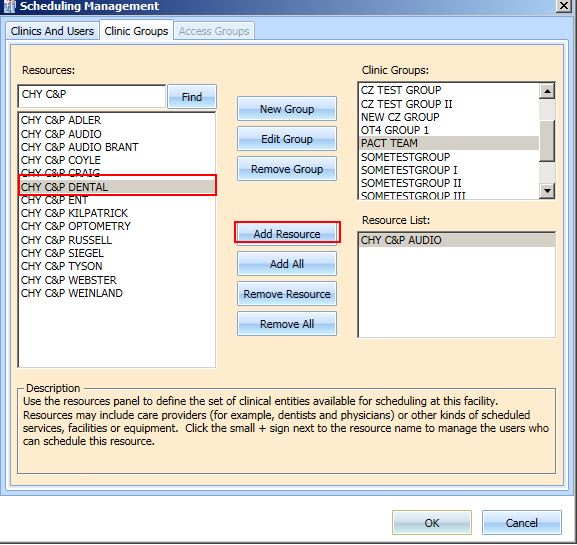 Scheduling Management
Clinics And Users
Clinic Groups
Access Groups
Resources:
CHY C&P
Find
CHY C&P ADLER
CHY C&P AUDIO
CHY C&P AUDIO BRANT
CHY C&P COYLE
CHY C&P CRAIG
CHY C&P DENTAL
CHY C&P ENT
CHY C&P KILPATRICK
CHY C&P OPTOMETRY
CHY C&P RUSSELL
CHY C&P SIEGEL
CHY C&P TYSON
CHY C&P WEBSTER
CHY C&P WEINLAND
New Group
Edit Group
Remove Group
Add Resource
Add All
Remove Resource
Remove All
Clinic Groups:
CZ TEST GROUP
CZ TEST GROUP II
NEW CZ GROUP
OT4 GROUP 1
PACT TEAM
SOMETESTGROUP
SOMETESTGROUP I
SOMETESTGROUP II
SOMETESTGROUP III
Resource List:
CHY C&P AUDIO
Description
Use the resources panel to define the set of clinical entities available for scheduling at this facility.
Resources may include care providers (for example, dentists and physicians) or other kinds of scheduled
services, facilities or equipment.  Click the small + sign next to the resource name to manage the users who
can schedule this resource.
OK
Cancel